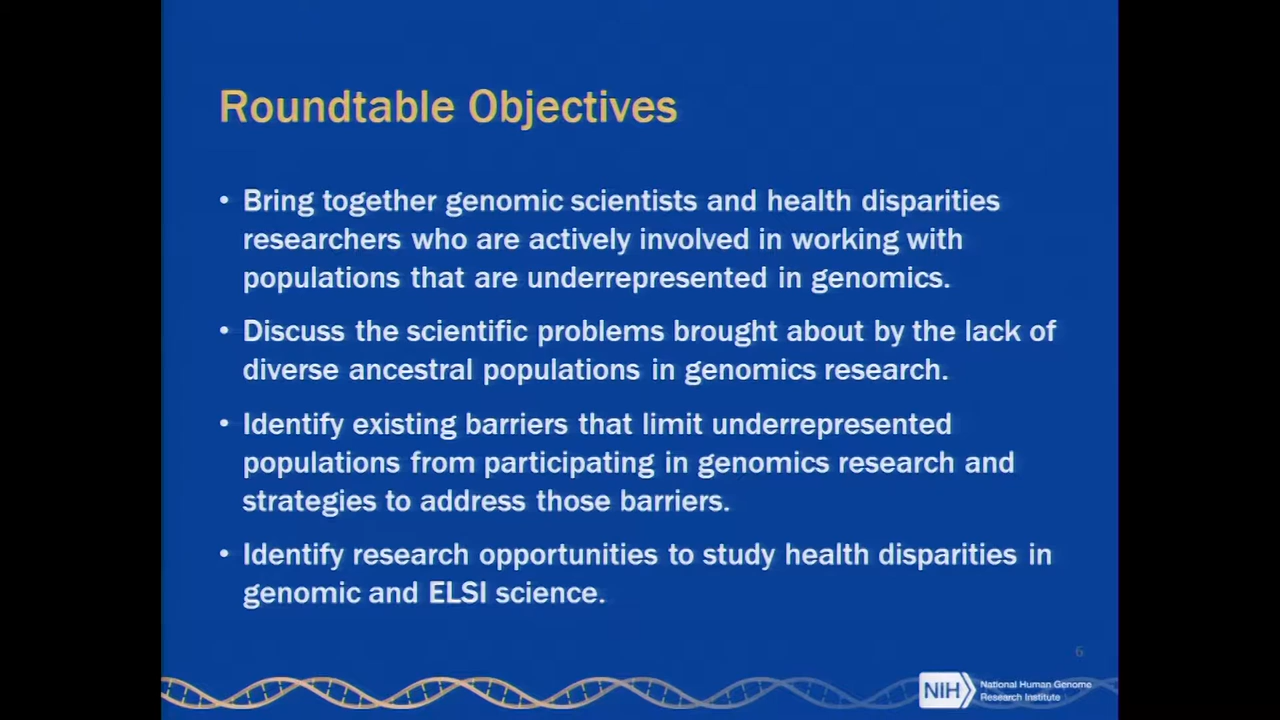 Roundtable Objectives
• Bring together genomic scientists and health disparities
researchers who are actively involved in working with
populations that are underrepresented in genomics.
• Discuss the scientific problems brought about by the lack of
diverse ancestral populations in genomics research.
• Identify existing barriers that limit underrepresented
populations from participating in genomics research and
strategies to address those barriers.
• Identify research opportunities to study health disparities in
genomic and ELSI science.
6
NIH National Human Genome
Research Institute